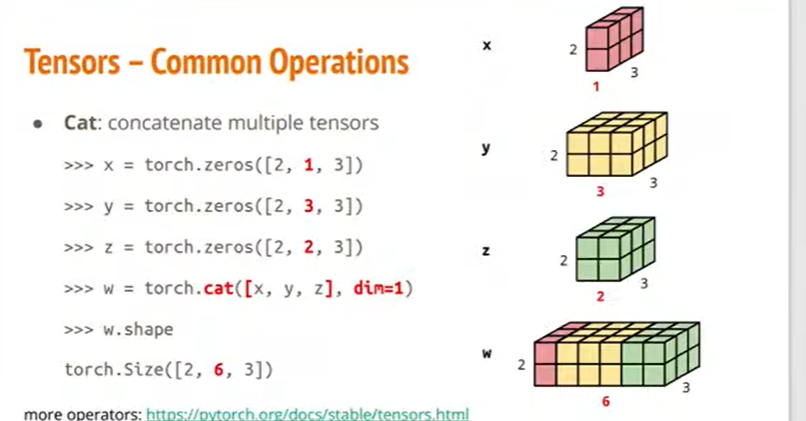 Tensors – Common Operations
● Cat: concatenate multiple tensors
>>> x = torch.zeros([2, 1, 3])
>>> y = torch.zeros([2, 3, 3])
>>> z = torch.zeros([2, 2, 3])
>>> w = torch.cat([x, y, z], dim=1)
>>> w.shape
torch.Size([2, 6, 3])
more operators: https://pytorch.org/docs/stable/tensors.html
x
2
3
1
y
2
3
3
z
2
3
2
w
2
3
6